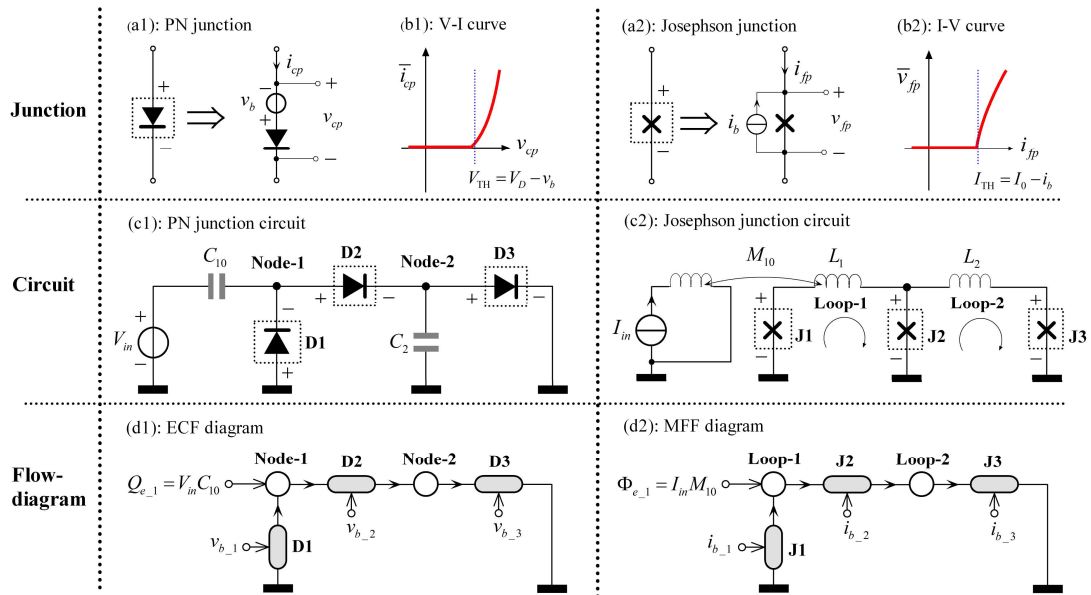 (a1): PN junction
(b1): V-I curve
(a2): Josephson junction
(b2): I-V curve
Junction
+
−
i_cp
−
v_b
+
+
v_cp
−
i̅_cp
v_cp
V_TH = V_D − v_b
+
−
i_b
i_fp
+
v_fp
−
v̅_fp
i_fp
I_TH = I_0 − i_b
(c1): PN junction circuit
(c2): Josephson junction circuit
Circuit
C_10
Node-1
D2
Node-2
D3
+
−
+
−
+
V_in
−
−
D1
+
C_2
M_10
L_1
L_2
Loop-1
Loop-2
I_in
+
J1
−
+
J2
−
+
J3
−
(d1): ECF diagram
(d2): MFF diagram
Flow-
diagram
Node-1
D2
Node-2
D3
Q_e_1 = V_in C_10
v_b_2
v_b_3
v_b_1
D1
Loop-1
J2
Loop-2
J3
Φ_e_1 = I_in M_10
i_b_2
i_b_3
i_b_1
J1